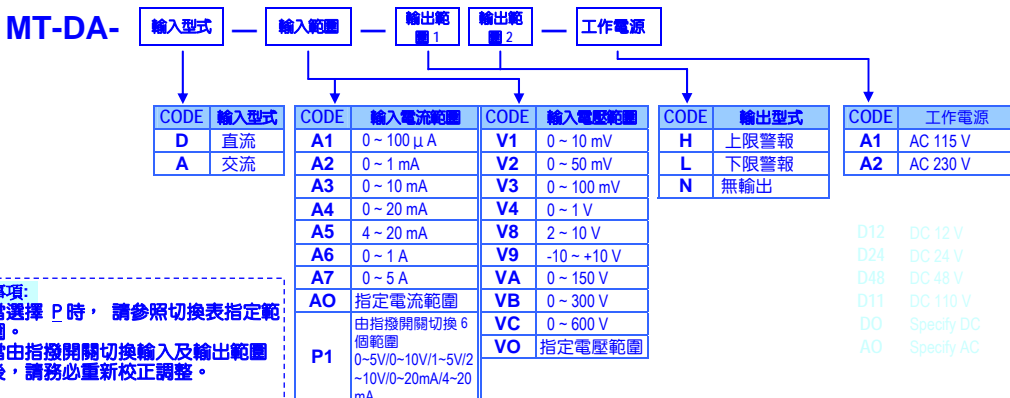 MT-DA- 輸入型式 — 輸入範圍 — 輸出範圍1 輸出範圍2 — 工作電源
CODE 輸入型式
D 直流
A 交流
CODE 輸入電流範圍
A1 0 ~ 100 μ A
A2 0 ~ 1 mA
A3 0 ~ 10 mA
A4 0 ~ 20 mA
A5 4 ~ 20 mA
A6 0 ~ 1 A
A7 0 ~ 5 A
AO 指定電流範圍
P1 由指撥開關切換 6
個範圍
0~5V/0~10V/1~5V/2
~10V/0~20mA/4~20
mA
CODE 輸入電壓範圍
V1 0 ~ 10 mV
V2 0 ~ 50 mV
V3 0 ~ 100 mV
V4 0 ~ 1 V
V8 2 ~ 10 V
V9 -10 ~ +10 V
VA 0 ~ 150 V
VB 0 ~ 300 V
VC 0 ~ 600 V
VO 指定電壓範圍
CODE 輸出型式
H 上限警報
L 下限警報
N 無輸出
CODE 工作電源
A1 AC 115 V
A2 AC 230 V
D12 DC 12 V
D24 DC 24 V
D48 DC 48 V
D11 DC 110 V
DO Specify DC
AO Specify AC
事項:
當選擇 P 時， 請參照切換表指定範
圍。
當由指撥開關切換輸入及輸出範圍
後，請務必重新校正調整。